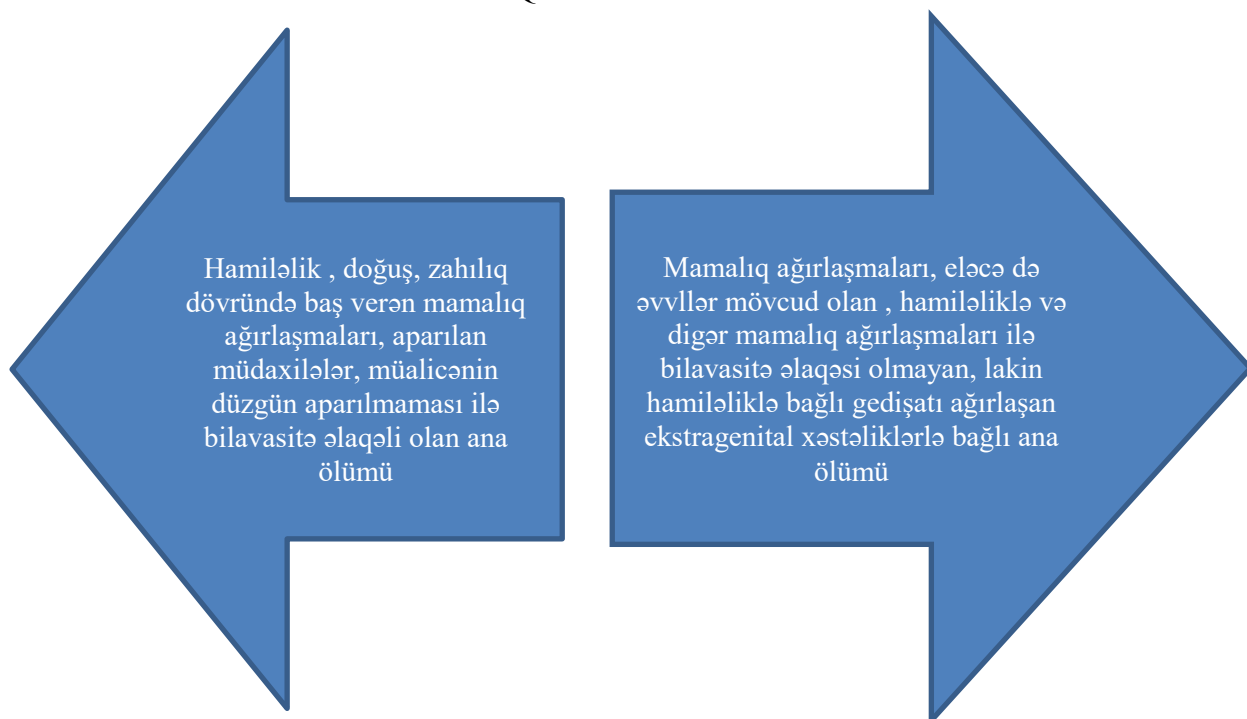 Hamiləlik , doğuş, zahılıq
dövründə baş verən mamalıq
ağırlaşmaları, aparılan
müdaxilələr, müalicənin
düzgün aparılmaması ilə
bilavasitə əlaqəli olan ana
ölümü
Mamalıq ağırlaşmaları, eləcə də
əvvllər mövcud olan , hamiləliklə və
digər mamalıq ağırlaşmaları ilə
bilavasitə əlaqəsi olmayan, lakin
hamiləliklə bağlı gedişatı ağırlaşan
ekstragenital xəstəliklərlə bağlı ana
ölümü